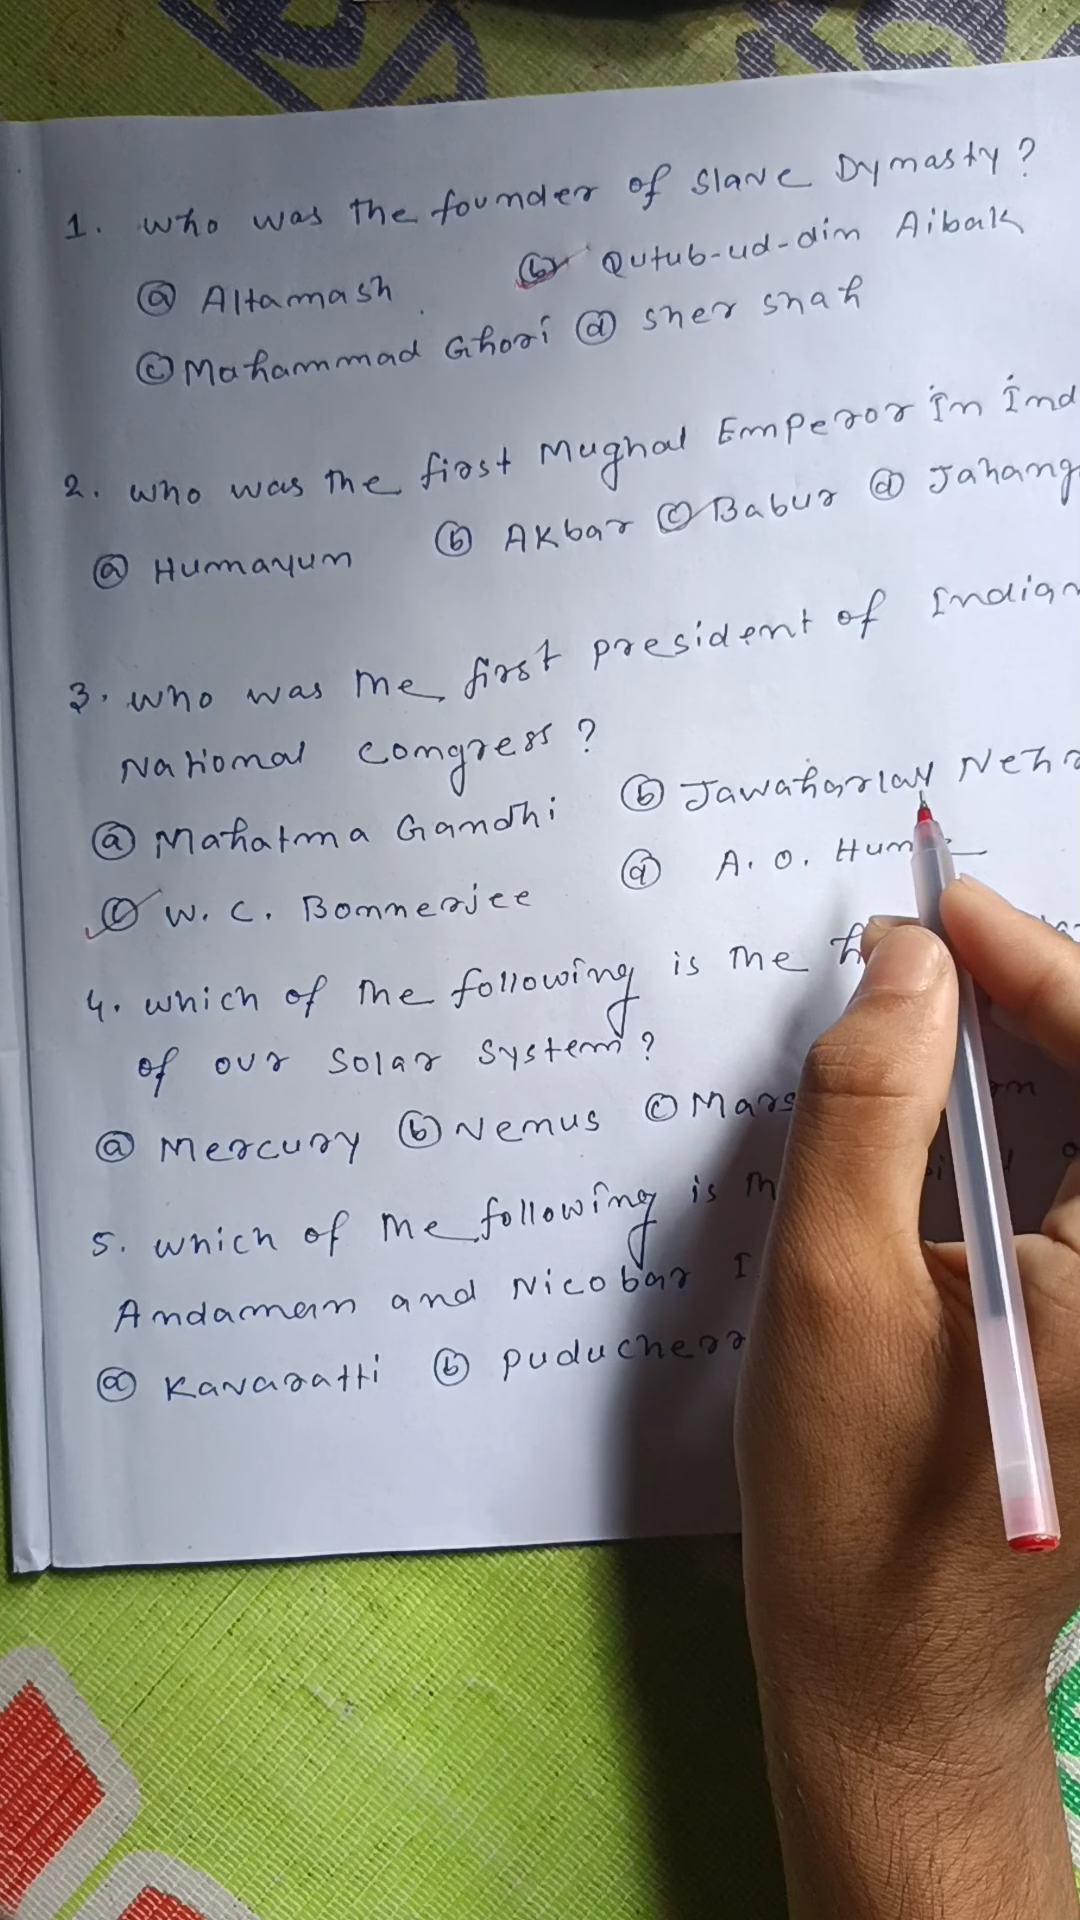 1. Who was the founder of Slave Dymasty?
(a) Altamash (b) Qutub-ud-din Aibak
(c) Mahammad Ghori (d) Sher Shah
2. Who was the first Mughal Emperor In Ind
(a) Humayun (b) Akbar (c) Babur (d) Jahang
3. Who was the first president of Indian
National Congress?
(a) Mahatma Gandhi (b) Jawaharlal Nehr
(c) W. C. Bonnerjee (d) A. O. Hume
4. Which of the following is the
of our Solar System?
(a) Mercury (b) Venus (c) Mars
5. Which of the following is
Andaman and Nicobar I
(a) Kavaratti (b) Puducherr